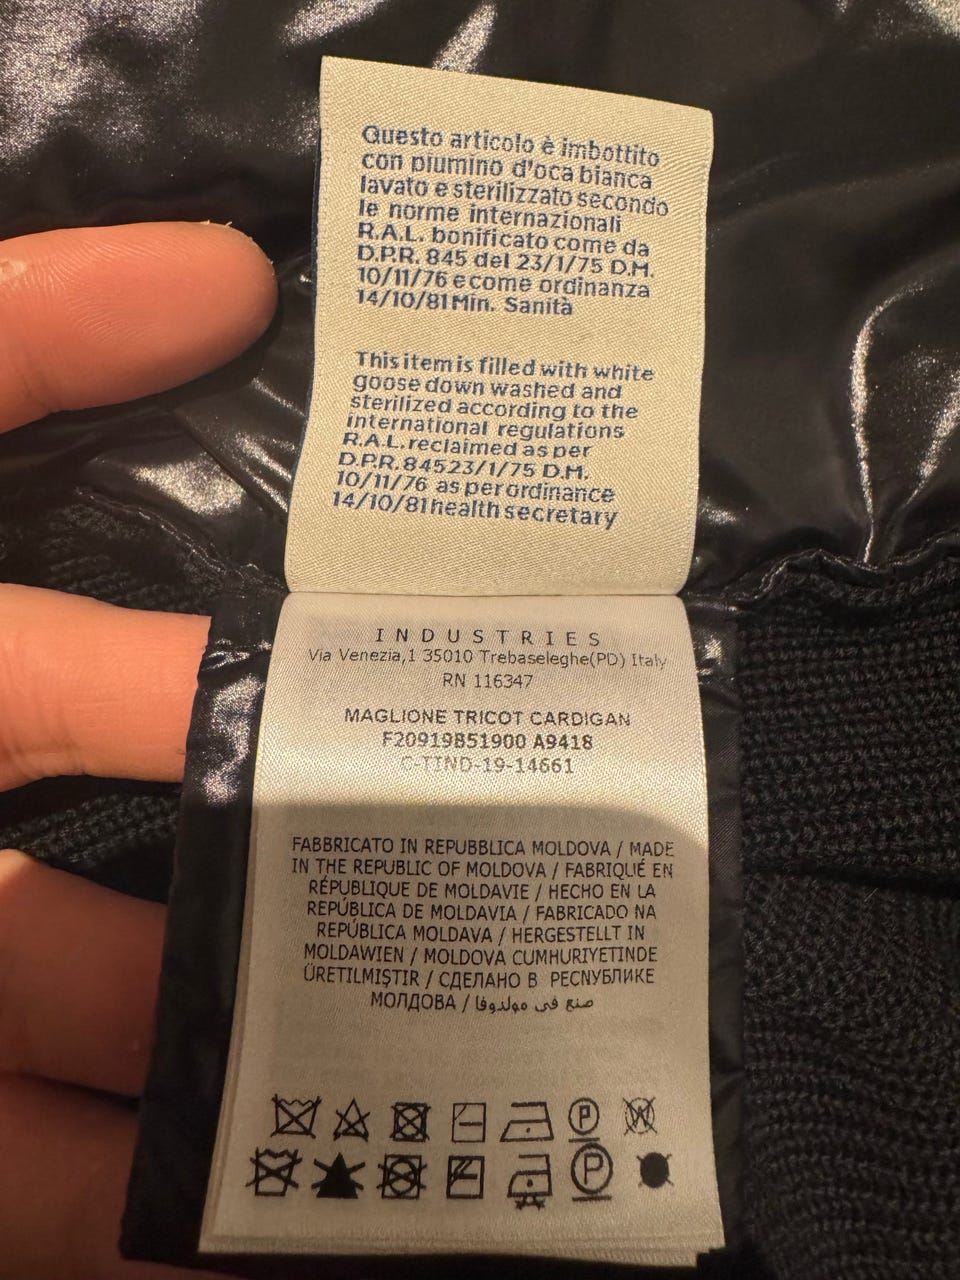 Questo articolo è imbottito
con piumino d'oca bianca
lavato e sterilizzato secondo
le norme internazionali
R.A.L. bonificato come da
D.P.R. 845 del 23/1/75 D.M.
10/11/76 e come ordinanza
14/10/81 Min. Sanità
This item is filled with white
goose down washed and
sterilized according to the
international regulations
R.A.L. reclaimed as per
D.P.R. 84523/1/75 D.M.
10/11/76 as per ordinance
14/10/81 health secretary
INDUSTRIES
Via Venezia,1 35010 Trebaseleghe(PD) Italy
RN 116347
MAGLIONE TRICOT CARDIGAN
F20919B51900 A9418
C-TIND-19-14661
FABBRICATO IN REPUBBLICA MOLDOVA / MADE
IN THE REPUBLIC OF MOLDOVA / FABRIQUÉ EN
RÉPUBLIQUE DE MOLDAVIE / HECHO EN LA
REPÚBLICA DE MOLDAVIA / FABRICADO NA
REPÚBLICA MOLDAVA / HERGESTELLT IN
MOLDAWIEN / MOLDOVA CUMHURIYETINDE
ÜRETILMIŞTIR / СДЕЛАНО В РЕСПУБЛИКЕ
МОЛДОВА / صنع في مولدوفا
P W
P